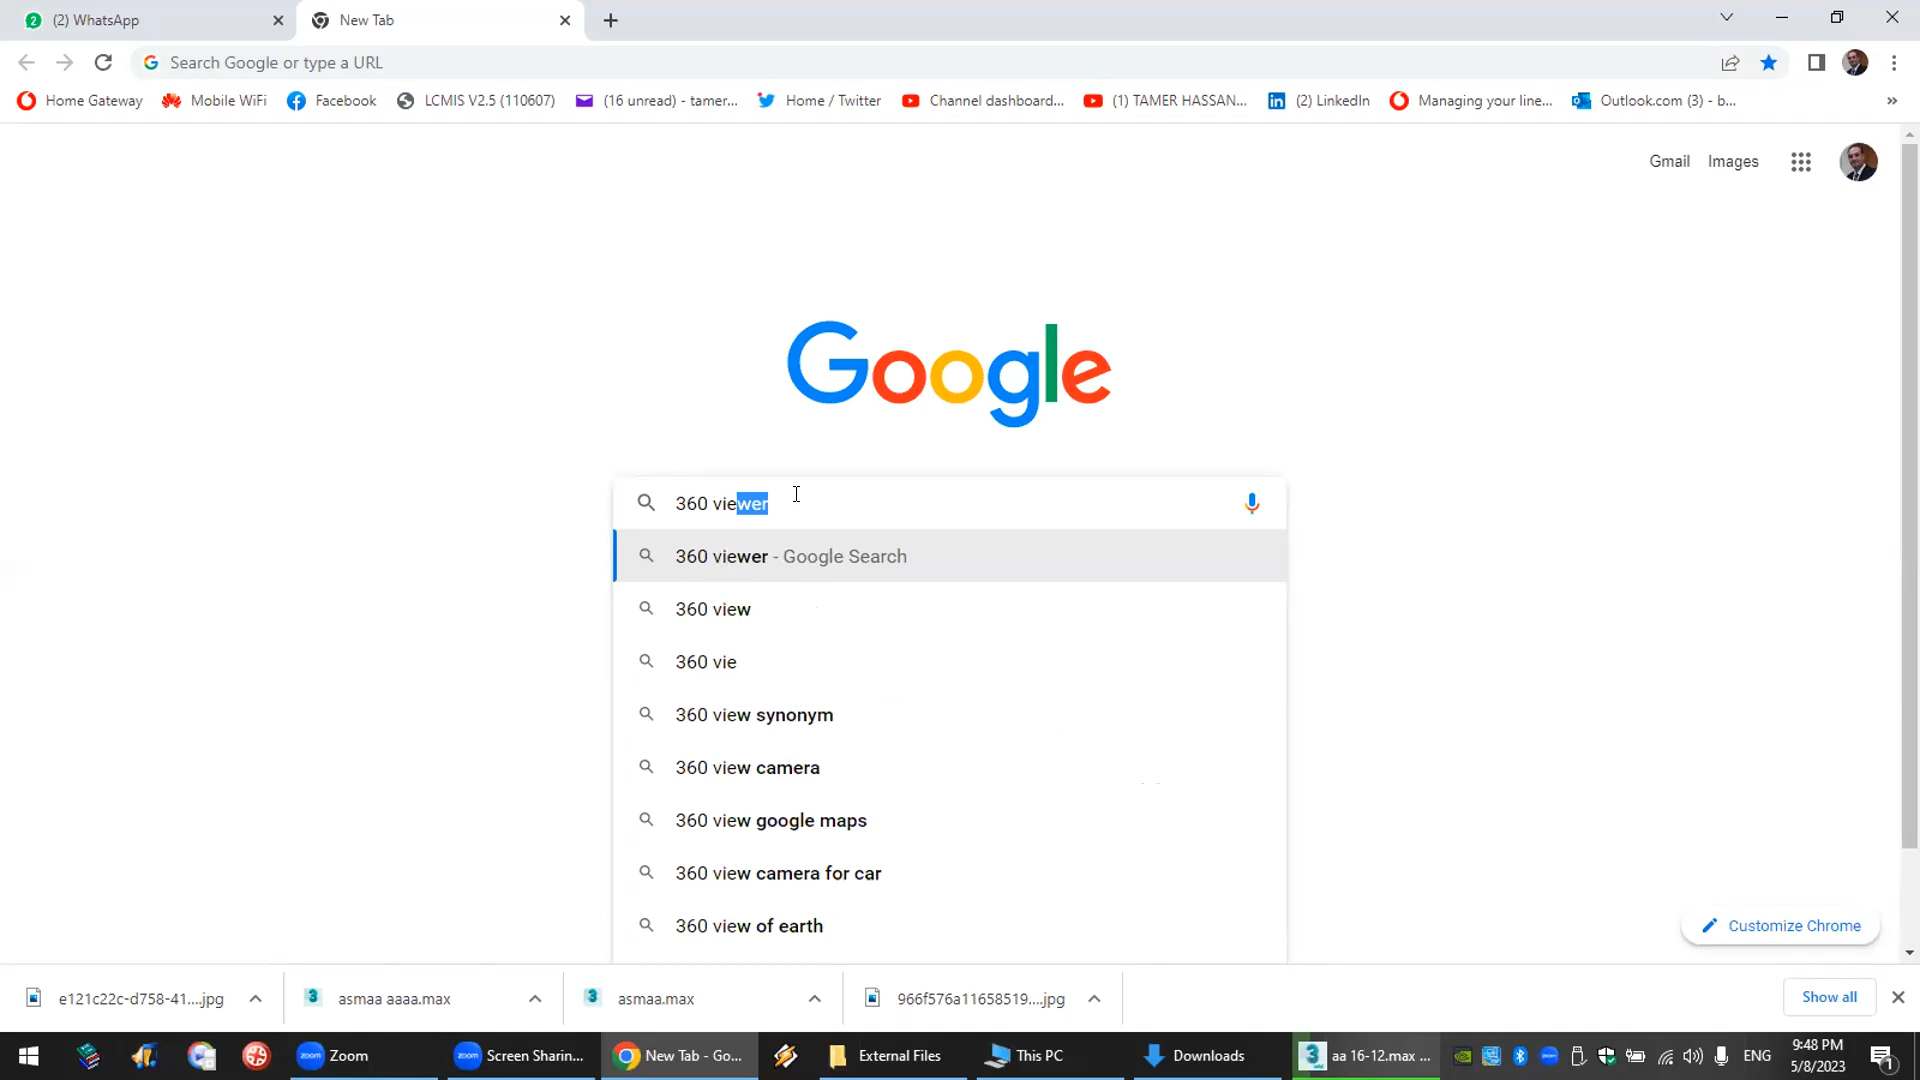 2 (2) WhatsApp
New Tab
Search Google or type a URL
Home Gateway
Mobile WiFi
Facebook
LCMIS V2.5 (110607)
(16 unread) - tamer...
Home / Twitter
Channel dashboard...
(1) TAMER HASSAN...
(2) LinkedIn
Managing your line...
Outlook.com (3) - b...
Gmail
Images
Google
360 viewer
360 viewer - Google Search
360 view
360 vie
360 view synonym
360 view camera
360 view google maps
360 view camera for car
360 view of earth
Customize Chrome
e121c22c-d758-41....jpg
asmaa aaaa.max
asmaa.max
966f576a11658519....jpg
Show all
zoom Zoom
zoom Screen Sharin...
New Tab - Go...
External Files
This PC
Downloads
3 aa 16-12.max ...
ENG
9:48 PM
5/8/2023
1